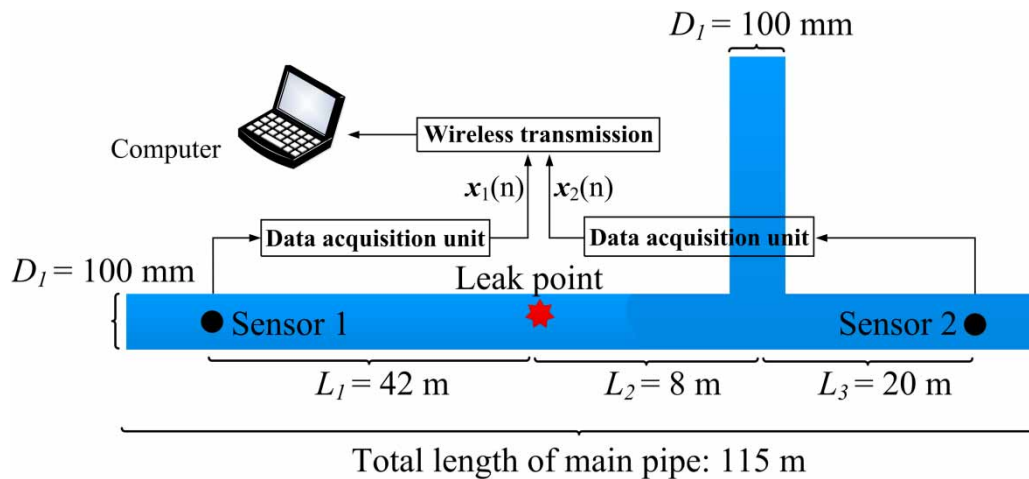 D₁ = 100 mm
Computer
Wireless transmission
x₁(n) x₂(n)
Data acquisition unit
Data acquisition unit
D₁ = 100 mm
Leak point
Sensor 1
Sensor 2
L₁ = 42 m
L₂ = 8 m
L₃ = 20 m
Total length of main pipe: 115 m